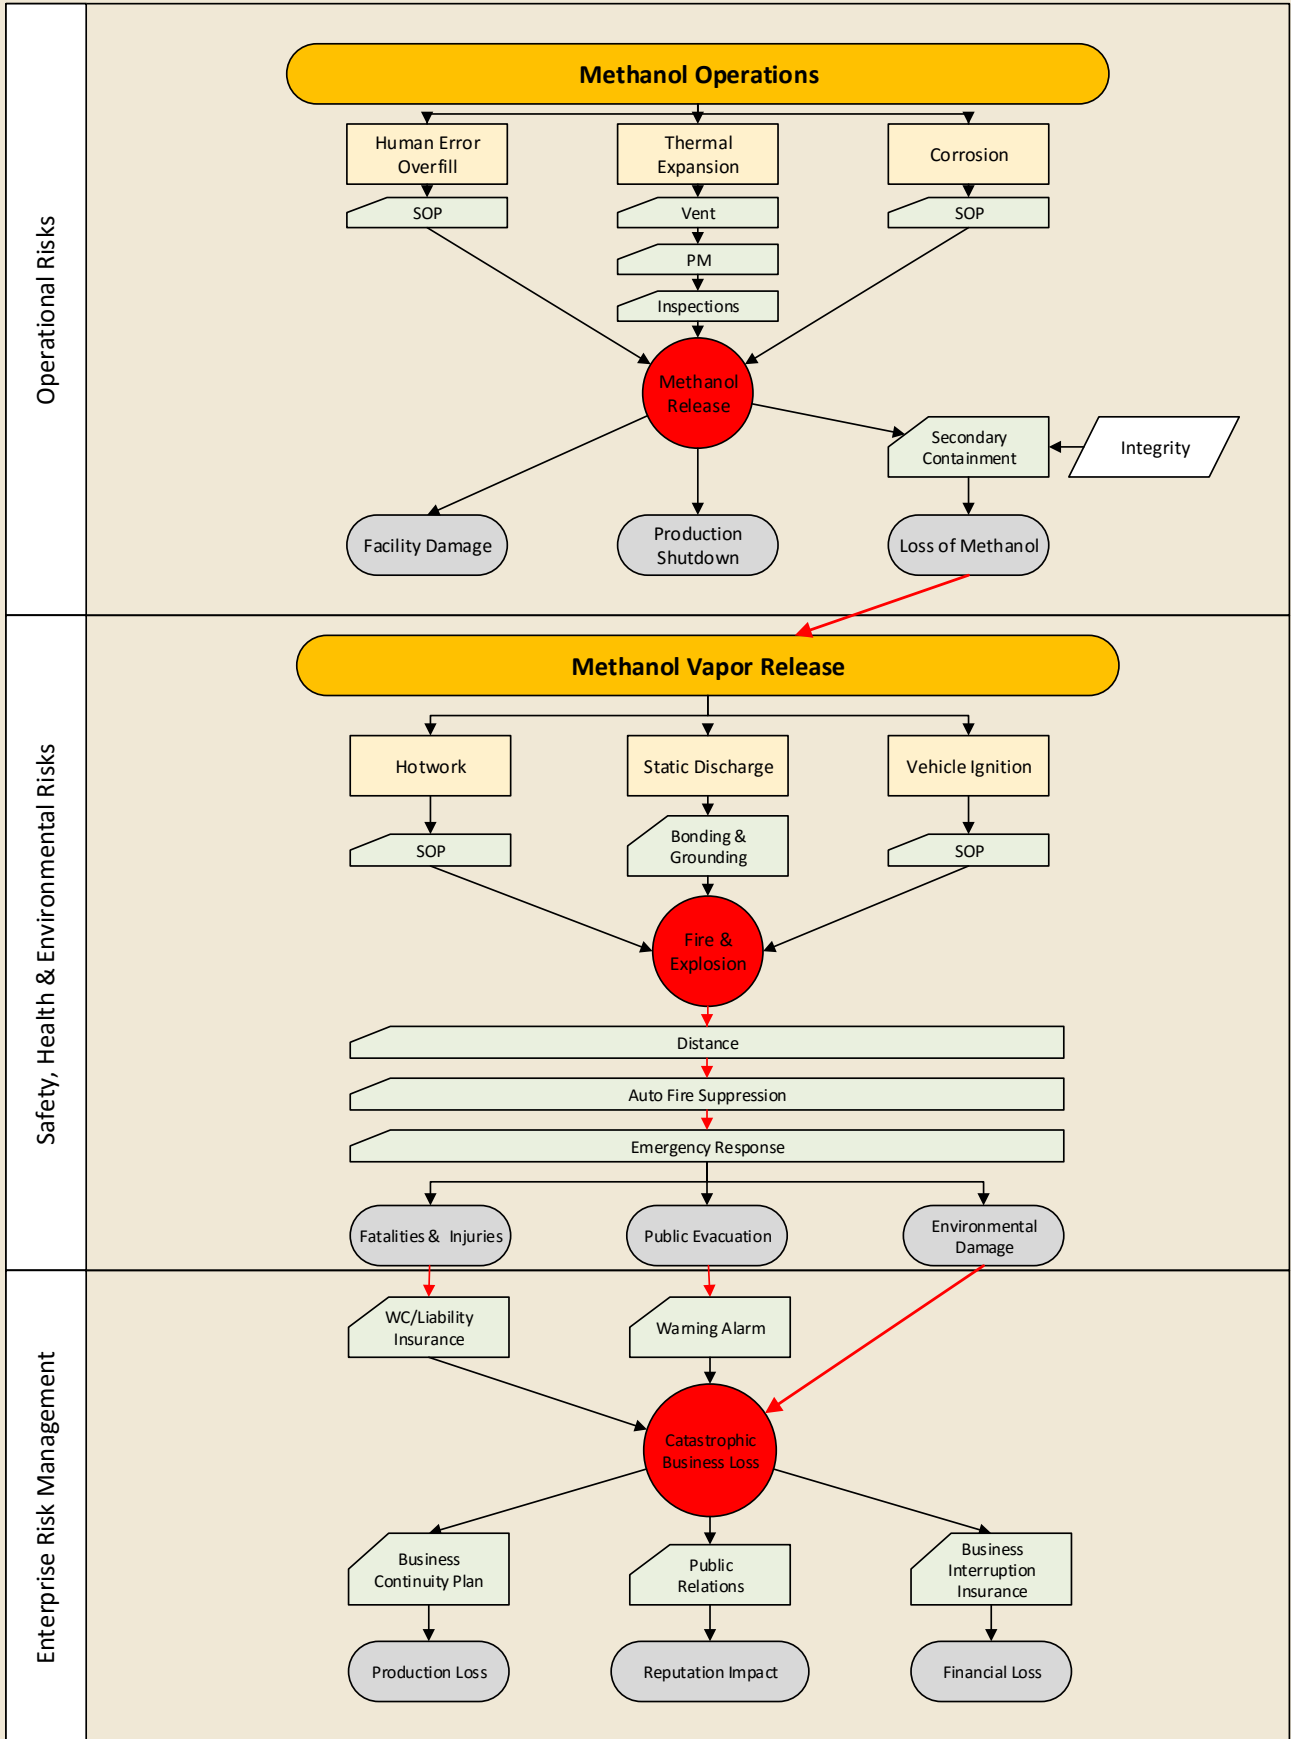 Operational Risks
Methanol Operations
Human Error
Overfill
Thermal
Expansion
Corrosion
SOP
Vent
SOP
PM
Inspections
Methanol
Release
Secondary
Containment
Integrity
Facility Damage
Production
Shutdown
Loss of Methanol
Safety, Health & Environmental Risks
Methanol Vapor Release
Hotwork
Static Discharge
Vehicle Ignition
SOP
Bonding &
Grounding
SOP
Fire &
Explosion
Distance
Auto Fire Suppression
Emergency Response
Fatalities & Injuries
Public Evacuation
Environmental
Damage
Enterprise Risk Management
WC/Liability
Insurance
Warning Alarm
Catastrophic
Business Loss
Business
Continuity Plan
Public
Relations
Business
Interruption
Insurance
Production Loss
Reputation Impact
Financial Loss